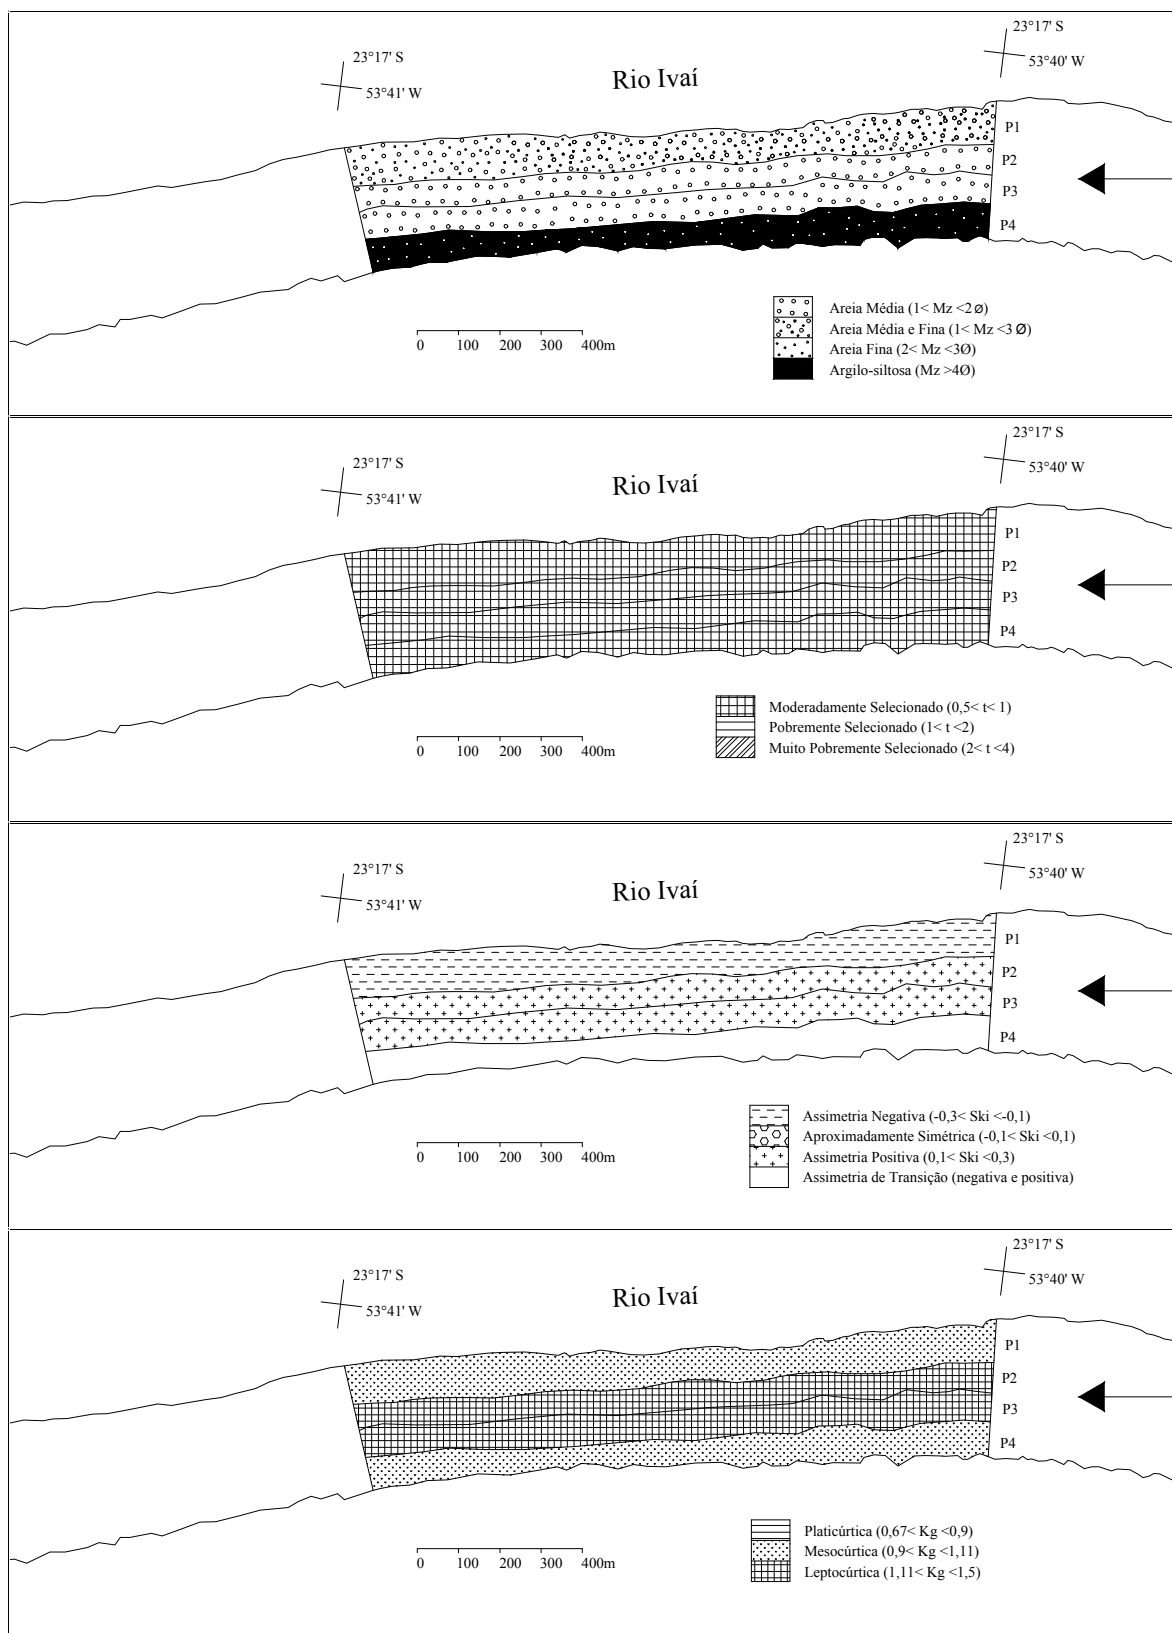 23°17' S
53°40' W
23°17' S
53°41' W
Rio Ivaí
P1
P2
P3
P4
0 100 200 300 400m
Areia Média (1< Mz <2 ø)
Areia Média e Fina (1< Mz <3 Ø)
Areia Fina (2< Mz <3Ø)
Argilo-siltosa (Mz >4Ø)
23°17' S
53°40' W
23°17' S
53°41' W
Rio Ivaí
P1
P2
P3
P4
0 100 200 300 400m
Moderadamente Selecionado (0,5< t< 1)
Pobremente Selecionado (1< t <2)
Muito Pobremente Selecionado (2< t <4)
23°17' S
53°40' W
23°17' S
53°41' W
Rio Ivaí
P1
P2
P3
P4
0 100 200 300 400m
Assimetria Negativa (-0,3< Ski <-0,1)
Aproximadamente Simétrica (-0,1< Ski <0,1)
Assimetria Positiva (0,1< Ski <0,3)
Assimetria de Transição (negativa e positiva)
23°17' S
53°40' W
23°17' S
53°41' W
Rio Ivaí
P1
P2
P3
P4
0 100 200 300 400m
Platicúrtica (0,67< Kg <0,9)
Mesocúrtica (0,9< Kg <1,11)
Leptocúrtica (1,11< Kg <1,5)